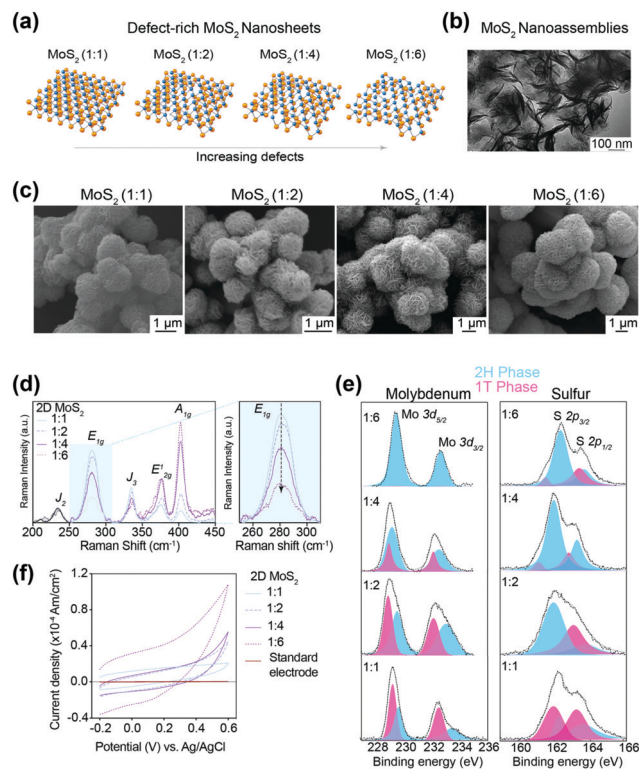 (a)
Defect-rich MoS2 Nanosheets
MoS2 (1:1)
MoS2 (1:2)
MoS2 (1:4)
MoS2 (1:6)
Increasing defects
(b)
MoS2 Nanoassemblies
100 nm
(c)
MoS2 (1:1)
MoS2 (1:2)
MoS2 (1:4)
MoS2 (1:6)
1 µm
1 µm
1 µm
1 µm
(d)
2D MoS2
1:1
1:2
1:4
1:6
J2
E1g
J3
E12g
A1g
Raman Intensity (a.u.)
200 250 300 350 400 450
Raman Shift (cm-1)
E1g
Raman Intensity (a.u.)
260 280 300
Raman shift (cm-1)
(e)
2H Phase
1T Phase
Molybdenum
Sulfur
1:6
Mo 3d5/2
Mo 3d3/2
1:6
S 2p3/2
S 2p1/2
1:4
1:4
1:2
1:2
1:1
1:1
228 230 232 234 236
Binding energy (eV)
160 162 164 166
Binding energy (eV)
(f)
Current density (x10-4 Am/cm2)
1.2
0.8
0.4
0.0
-0.4
-0.2 0.0 0.2 0.4 0.6
Potential (V) vs. Ag/AgCl
2D MoS2
1:1
1:2
1:4
1:6
Standard
electrode